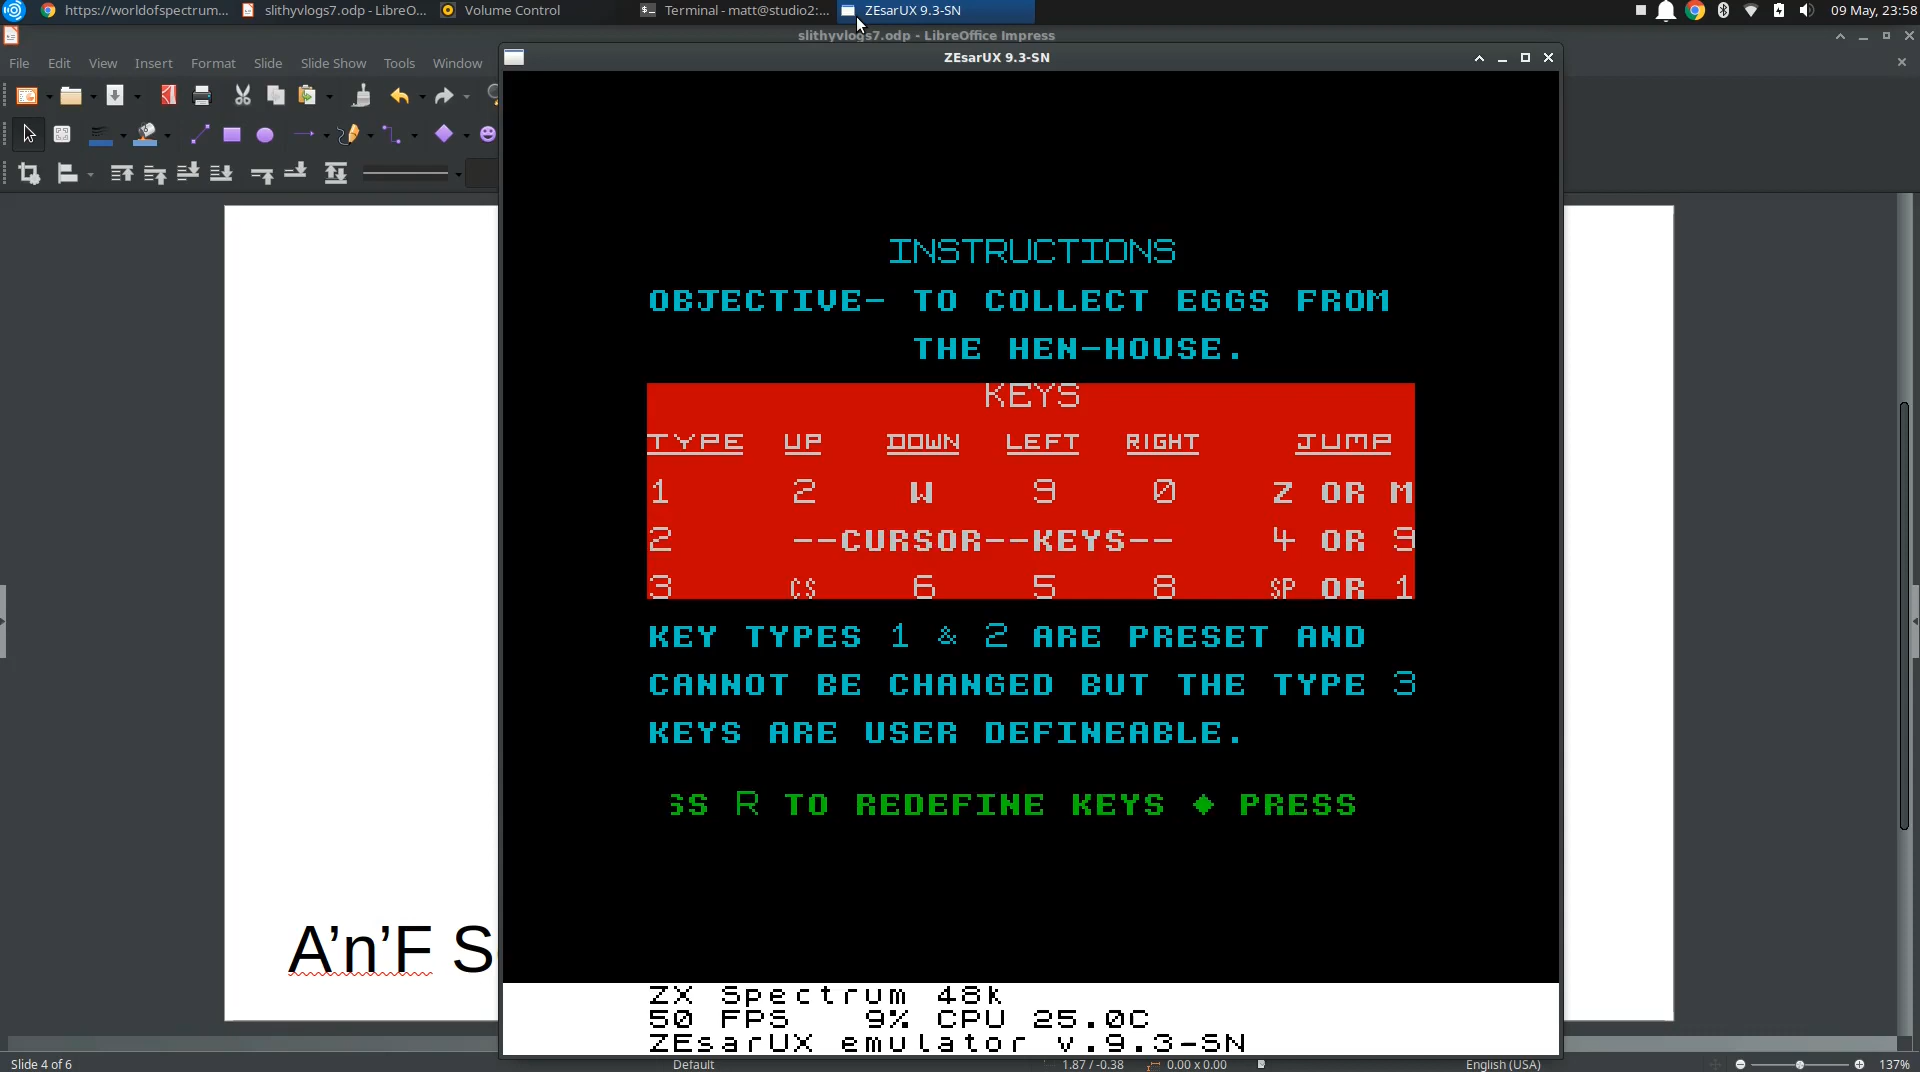 https://worldofspectrum... slithyvlogs7.odp - LibreO... Volume Control Terminal - matt@studio2:... ZEsarUX 9.3-SN 09 May, 23:58
slithyvlogs7.odp - LibreOffice Impress
ZEsarUX 9.3-SN
File Edit View Insert Format Slide Slide Show Tools Window
INSTRUCTIONS
OBJECTIVE- TO COLLECT EGGS FROM
THE HEN-HOUSE.
KEYS
TYPE UP DOWN LEFT RIGHT JUMP
1 2 W 9 0 Z OR M
2 --CURSOR--KEYS-- 4 OR 9
3 CS 6 5 8 SP OR 1
KEY TYPES 1 & 2 ARE PRESET AND
CANNOT BE CHANGED BUT THE TYPE 3
KEYS ARE USER DEFINEABLE.
SS R TO REDEFINE KEYS ◆ PRESS
A’n’F S
ZX Spectrum 48k
50 FPS 9% CPU 25.0C
ZEsarUX emulator v.9.3-SN
Slide 4 of 6 Default 1.87 / -0.38 0.00 x 0.00 English (USA) 137%